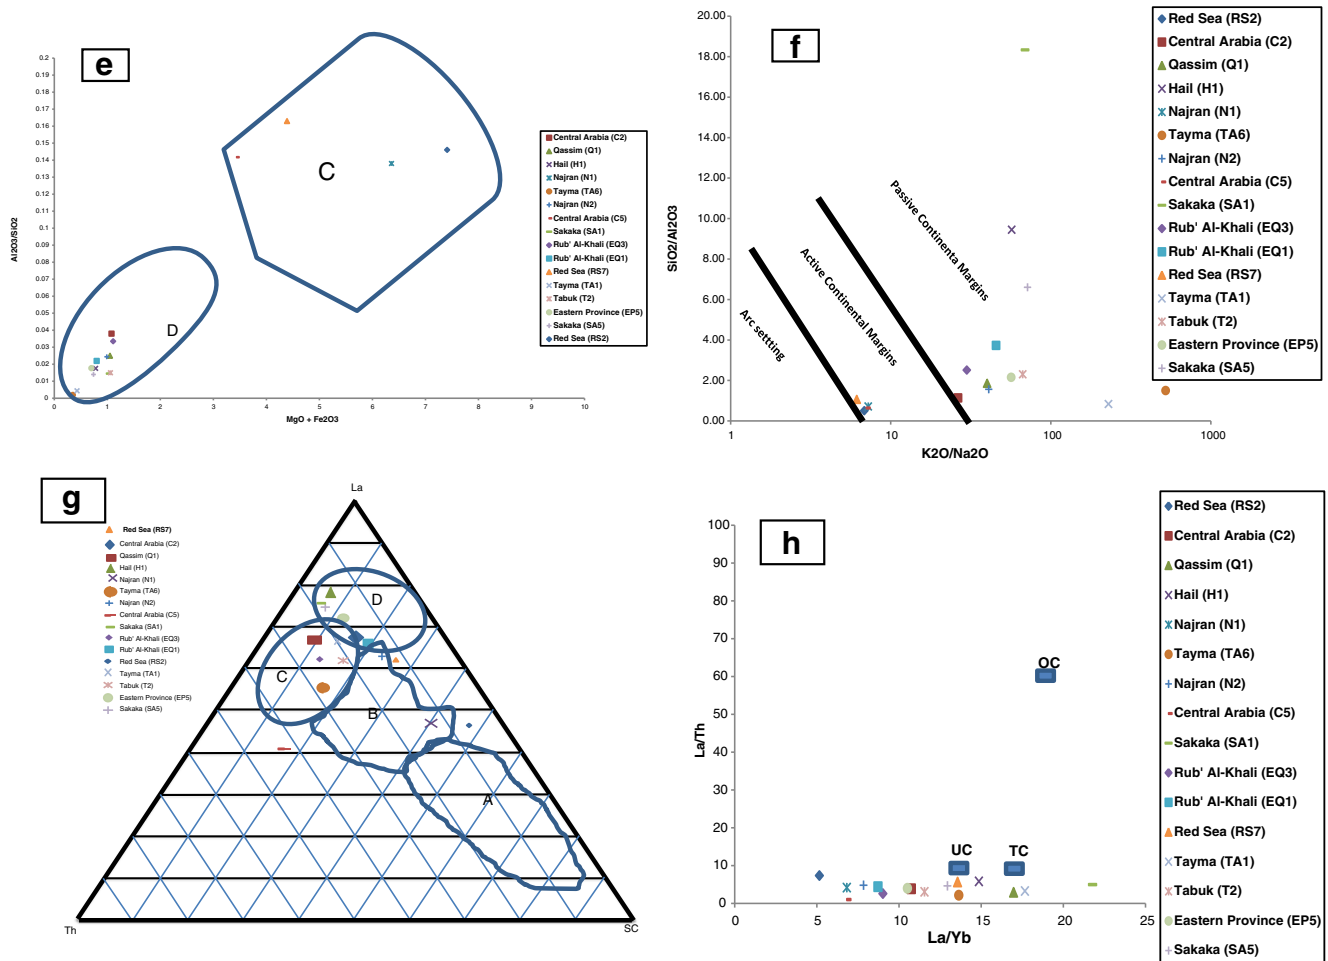 e
Al2O3/SiO2
0.2
0.19
0.18
0.17
0.16
0.15
0.14
0.13
0.12
0.11
0.1
0.09
0.08
0.07
0.06
0.05
0.04
0.03
0.02
0.01
0
0 1 2 3 4 5 6 7 8 9 10
MgO + Fe2O3
C
D
Central Arabia (C2)
Qassim (Q1)
Hail (H1)
Najran (N1)
Tayma (TA6)
Najran (N2)
Central Arabia (C5)
Sakaka (SA1)
Rub' Al-Khali (EQ3)
Rub' Al-Khali (EQ1)
Red Sea (RS7)
Tayma (TA1)
Tabuk (T2)
Eastern Province (EP5)
Sakaka (SA5)
Red Sea (RS2)
f
SiO2/Al2O3
20.00
18.00
16.00
14.00
12.00
10.00
8.00
6.00
4.00
2.00
0.00
1 10 100 1000
K2O/Na2O
Arc settting
Active Continental Margins
Passive Continenta Margins
Red Sea (RS2)
Central Arabia (C2)
Qassim (Q1)
Hail (H1)
Najran (N1)
Tayma (TA6)
Najran (N2)
Central Arabia (C5)
Sakaka (SA1)
Rub' Al-Khali (EQ3)
Rub' Al-Khali (EQ1)
Red Sea (RS7)
Tayma (TA1)
Tabuk (T2)
Eastern Province (EP5)
Sakaka (SA5)
g
La
Th
SC
D
C
B
A
Red Sea (RS7)
Central Arabia (C2)
Qassim (Q1)
Hail (H1)
Najran (N1)
Tayma (TA6)
Najran (N2)
Central Arabia (C5)
Sakaka (SA1)
Rub' Al-Khali (EQ3)
Rub' Al-Khali (EQ1)
Red Sea (RS2)
Tayma (TA1)
Tabuk (T2)
Eastern Province (EP5)
Sakaka (SA5)
h
La/Th
100
90
80
70
60
50
40
30
20
10
0
0 5 10 15 20 25
La/Yb
OC
UC TC
Red Sea (RS2)
Central Arabia (C2)
Qassim (Q1)
Hail (H1)
Najran (N1)
Tayma (TA6)
Najran (N2)
Central Arabia (C5)
Sakaka (SA1)
Rub' Al-Khali (EQ3)
Rub' Al-Khali (EQ1)
Red Sea (RS7)
Tayma (TA1)
Tabuk (T2)
Eastern Province (EP5)
Sakaka (SA5)